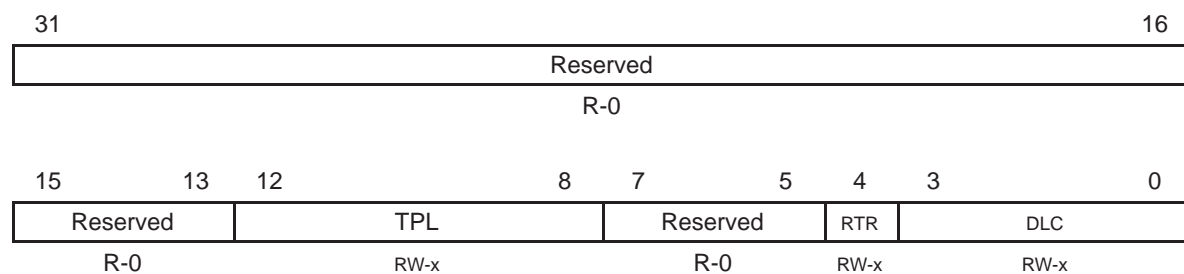 31 16
Reserved
R-0
15 13 12 8 7 5 4 3 0
Reserved TPL Reserved RTR DLC
R-0 RW-x R-0 RW-x RW-x